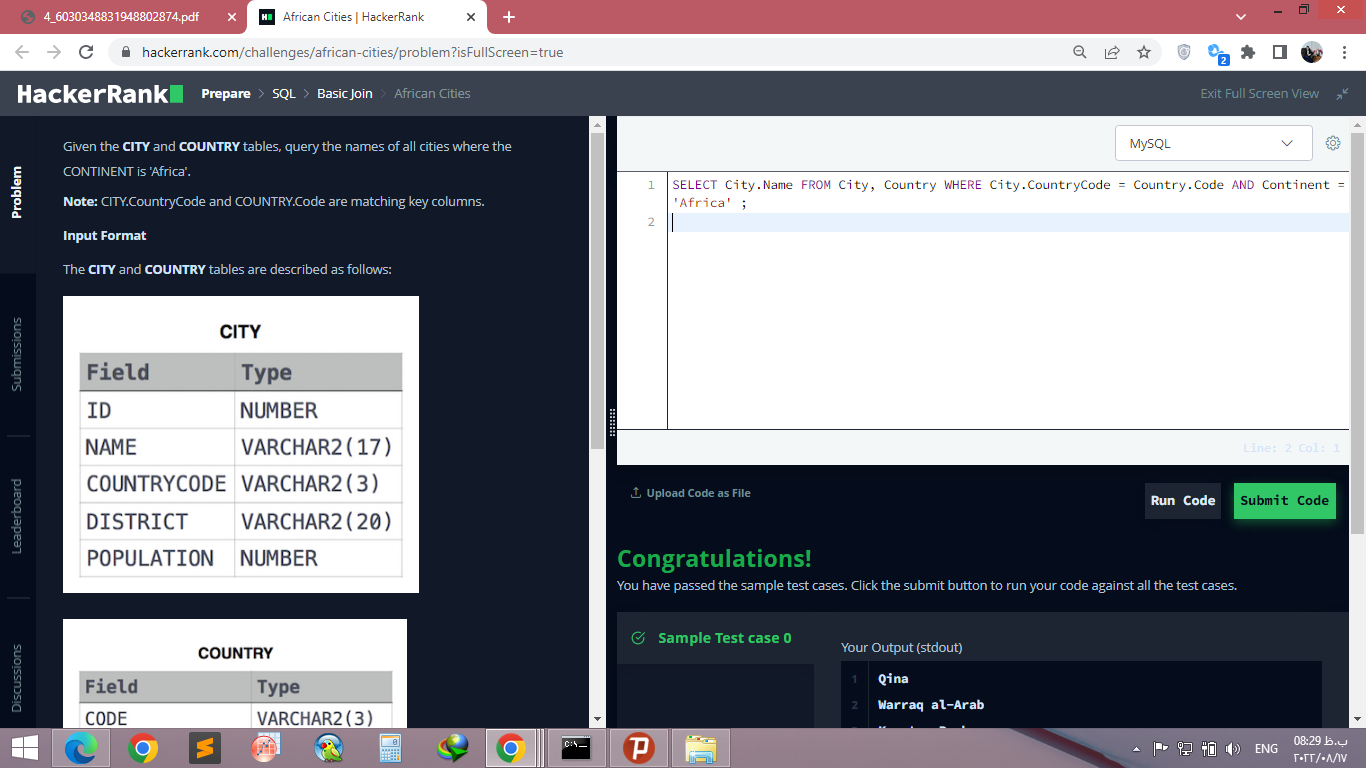 4_6030348831948802874.pdf
African Cities | HackerRank
hackerrank.com/challenges/african-cities/problem?isFullScreen=true
2
HackerRank
Prepare > SQL > Basic Join > African Cities
Exit Full Screen View
Problem
Submissions
Leaderboard
Discussions
Given the CITY and COUNTRY tables, query the names of all cities where the
CONTINENT is 'Africa'.
Note: CITY.CountryCode and COUNTRY.Code are matching key columns.
Input Format
The CITY and COUNTRY tables are described as follows:
CITY
Field Type
ID NUMBER
NAME VARCHAR2(17)
COUNTRYCODE VARCHAR2(3)
DISTRICT VARCHAR2(20)
POPULATION NUMBER
COUNTRY
Field Type
CODE VARCHAR2(3)
MySQL
1 SELECT City.Name FROM City, Country WHERE City.CountryCode = Country.Code AND Continent =
'Africa' ;
2
Line: 2 Col: 1
Upload Code as File
Run Code
Submit Code
Congratulations!
You have passed the sample test cases. Click the submit button to run your code against all the test cases.
Sample Test case 0
Your Output (stdout)
1 Qina
2 Warraq al-Arab
ENG
08:29 ب.ظ
٢٠٢٢/٠٨/١٧